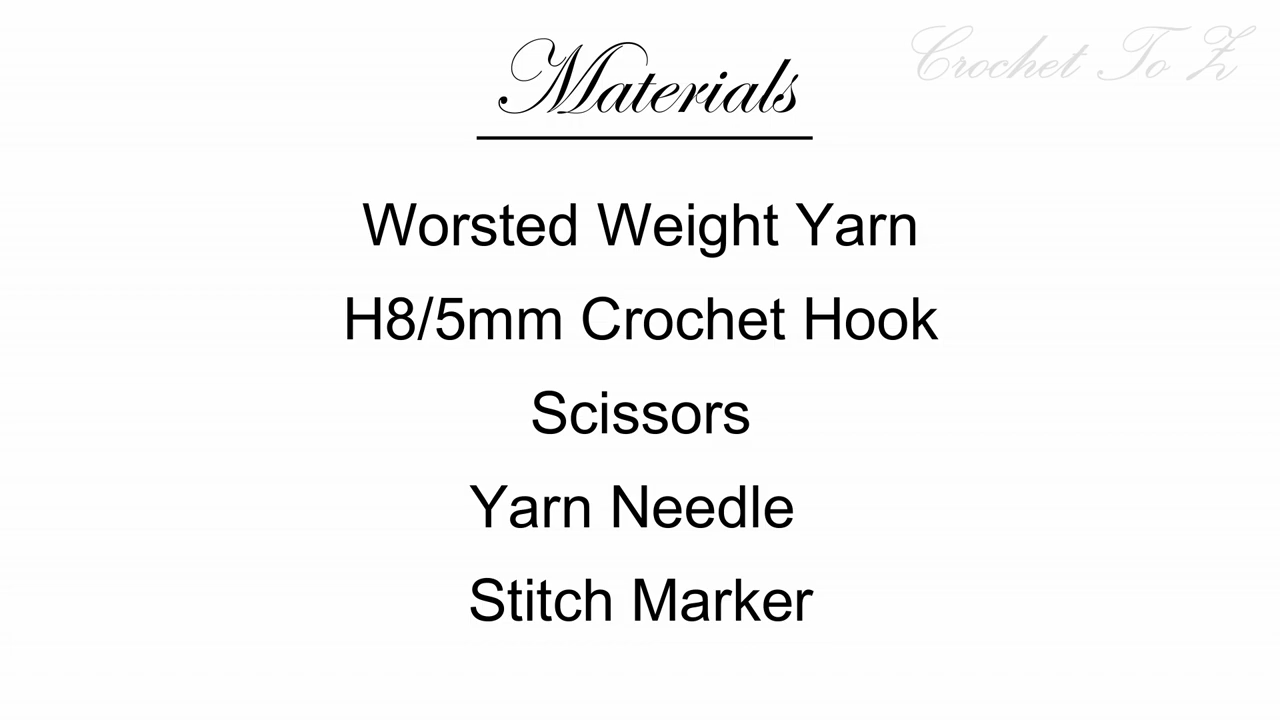 Crochet To Z
Materials
Worsted Weight Yarn
H8/5mm Crochet Hook
Scissors
Yarn Needle
Stitch Marker